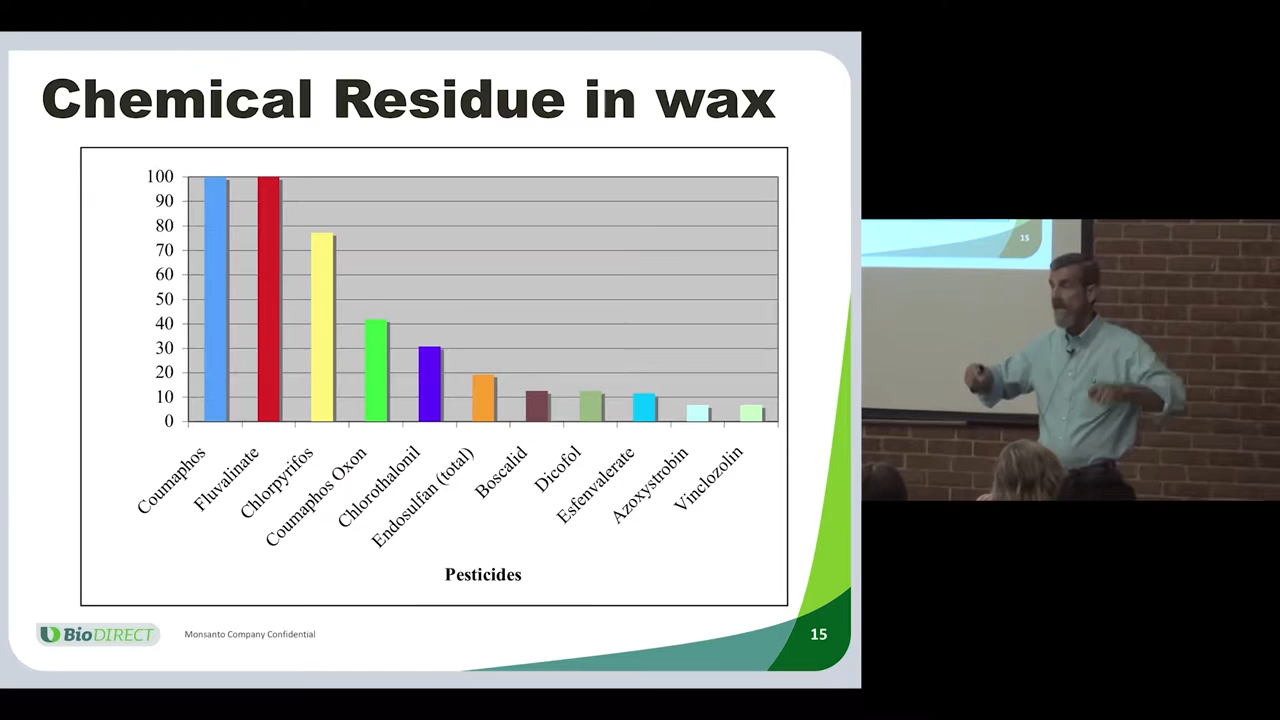 Chemical Residue in wax
100
90
80
70
60
50
40
30
20
10
0
Coumaphos
Fluvalinate
Chlorpyrifos
Coumaphos Oxon
Chlorothalonil
Endosulfan (total)
Boscalid
Dicofol
Esfenvalerate
Azoxystrobin
Vinclozolin
Pesticides
BioDIRECT
Monsanto Company Confidential
15
15